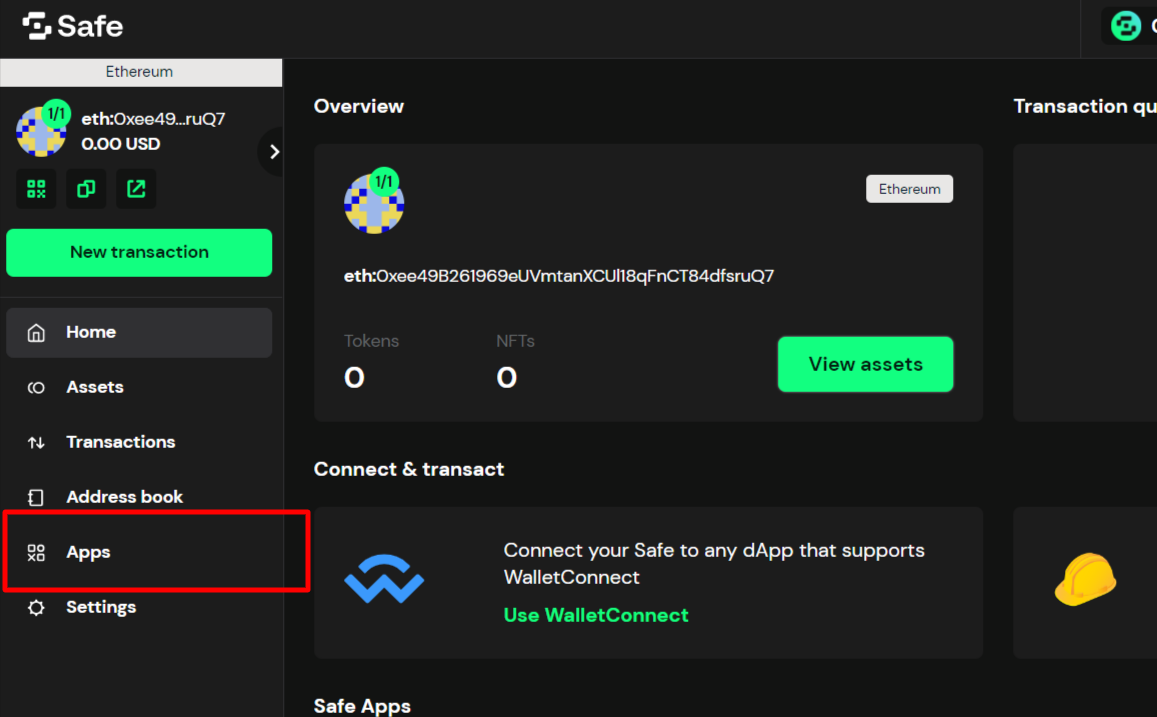 Safe
Ethereum
1/1
eth:0xee49...ruQ7
0.00 USD
New transaction
Home
Assets
Transactions
Address book
Apps
Settings
Overview
1/1
Ethereum
eth:0xee49B261969eUVmtanXCUl18qFnCT84dfsruQ7
Tokens
NFTs
0
0
View assets
Connect & transact
Connect your Safe to any dApp that supports
WalletConnect
Use WalletConnect
Safe Apps
Transaction qu